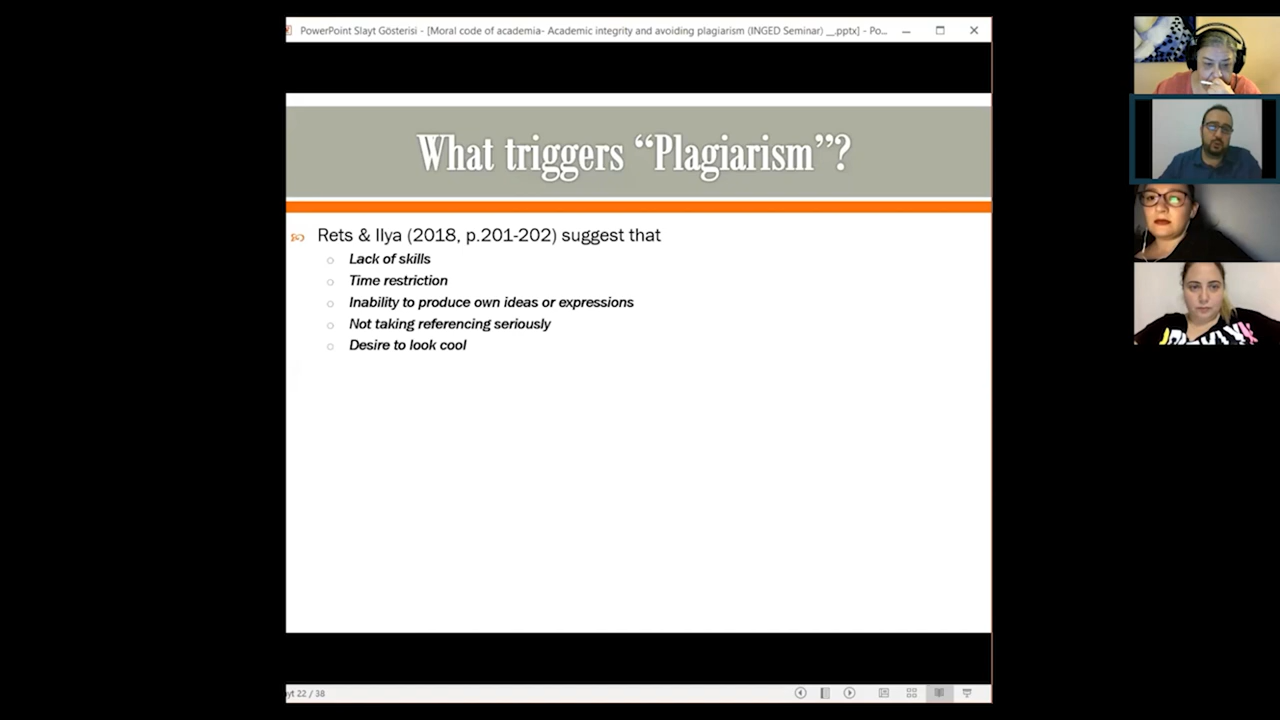 PowerPoint Slayt Gösterisi - [Moral code of academia- Academic integrity and avoiding plagiarism (INGED Seminar) __.pptx] - Po...
What triggers “Plagiarism”?
Rets & Ilya (2018, p.201-202) suggest that
Lack of skills
Time restriction
Inability to produce own ideas or expressions
Not taking referencing seriously
Desire to look cool
yt 22 / 38